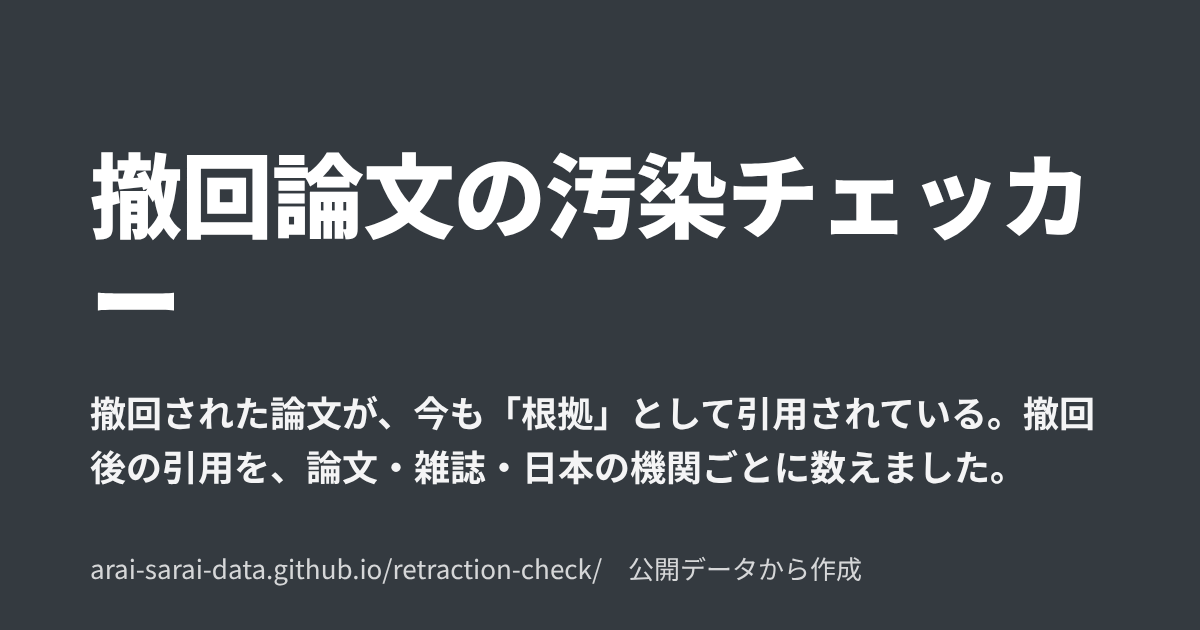 撤回論文の汚染チェッカ
ー
撤回された論文が、今も「根拠」として引用されている。撤回
後の引用を、論文・雑誌・日本の機関ごとに数えました。
arai-sarai-data.github.io/retraction-check/　公開データから作成